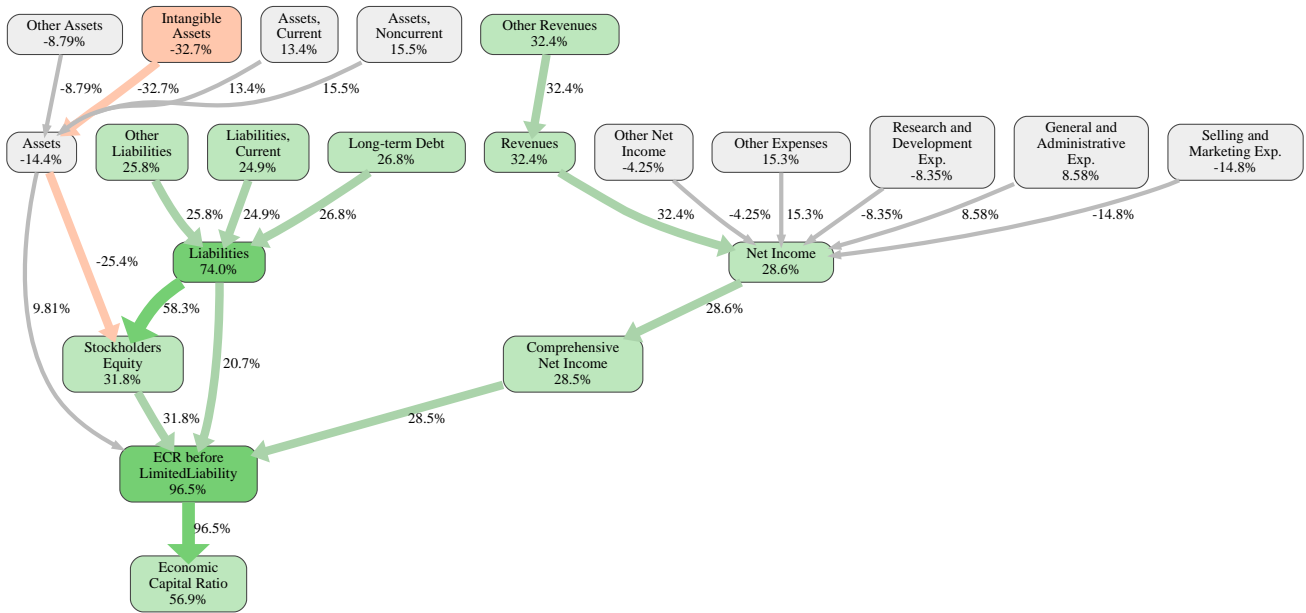 Other Assets
-8.79%
Intangible
Assets
-32.7%
Assets,
Current
13.4%
Assets,
Noncurrent
15.5%
Other Revenues
32.4%
-8.79%
-32.7%
13.4%
15.5%
32.4%
Assets
-14.4%
Other
Liabilities
25.8%
Liabilities,
Current
24.9%
Long-term Debt
26.8%
Revenues
32.4%
Other Net
Income
-4.25%
Other Expenses
15.3%
Research and
Development
Exp.
-8.35%
General and
Administrative
Exp.
8.58%
Selling and
Marketing Exp.
-14.8%
25.8%
24.9%
26.8%
32.4%
-4.25%
15.3%
-8.35%
8.58%
-14.8%
-25.4%
Liabilities
74.0%
Net Income
28.6%
9.81%
58.3%
28.6%
Stockholders
Equity
31.8%
20.7%
Comprehensive
Net Income
28.5%
31.8%
28.5%
ECR before
LimitedLiability
96.5%
96.5%
Economic
Capital Ratio
56.9%